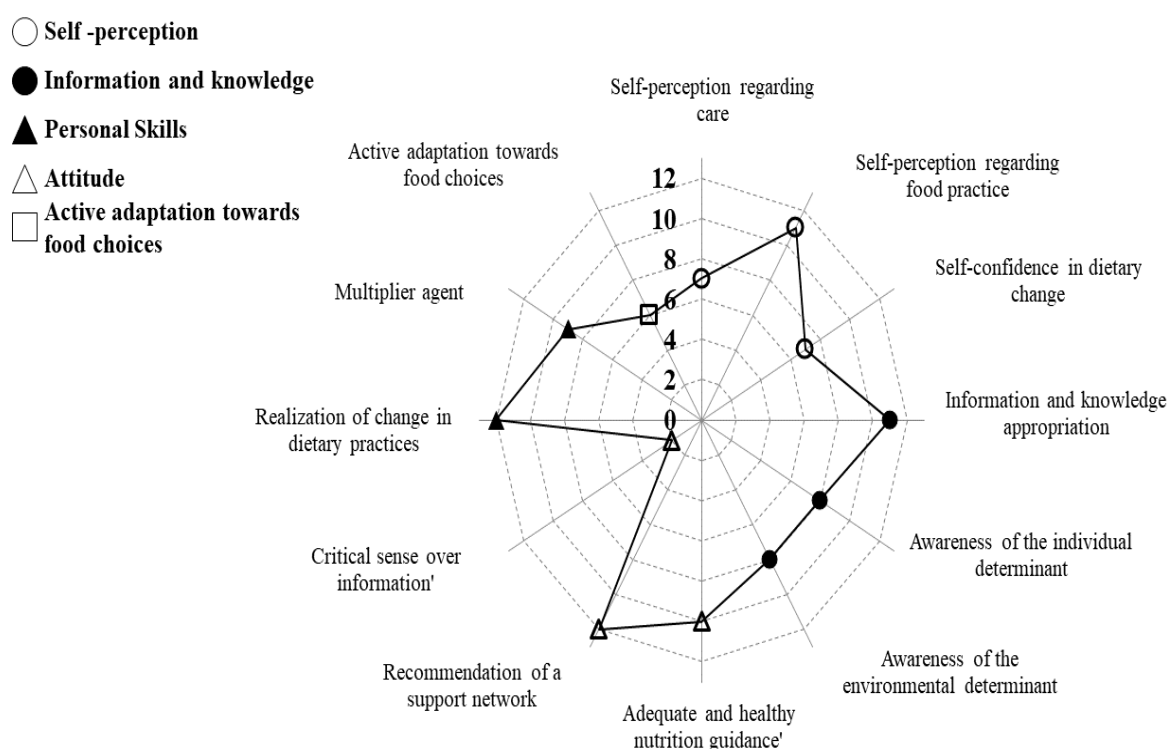 Self -perception
Information and knowledge
Personal Skills
Attitude
Active adaptation towards
food choices
Self-perception regarding
care
Self-perception regarding
food practice
Self-confidence in dietary
change
Information and knowledge
appropriation
Awareness of the individual
determinant
Awareness of the
environmental determinant
Adequate and healthy
nutrition guidance'
Recommendation of a
support network
Critical sense over
information'
Realization of change in
dietary practices
Multiplier agent
Active adaptation towards
food choices
12
10
8
6
4
2
0